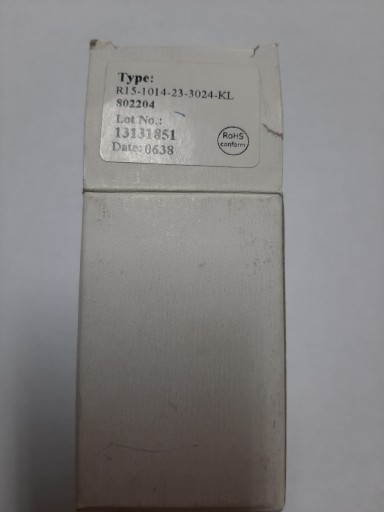 Type:
R15-1014-23-3024-KL
802204
Lot No.:
13131851
Date: 0638
RoHS
conform